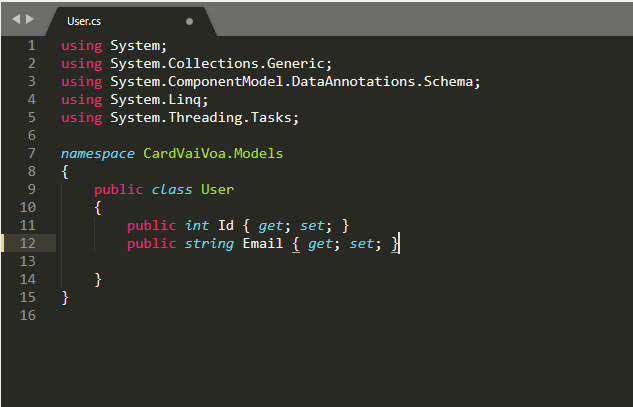 User.cs
1 using System;
2 using System.Collections.Generic;
3 using System.ComponentModel.DataAnnotations.Schema;
4 using System.Linq;
5 using System.Threading.Tasks;
6
7 namespace CardVaiVoa.Models
8 {
9     public class User
10     {
11         public int Id { get; set; }
12         public string Email { get; set; }
13
14     }
15 }
16